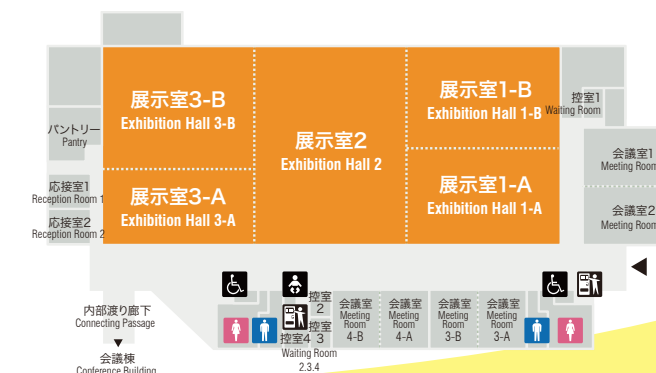 展示室3-B
Exhibition Hall 3-B
展示室2
Exhibition Hall 2
展示室1-B
Exhibition Hall 1-B
控室1
Waiting Room
パントリー
Pantry
会議室1
Meeting Room
展示室3-A
Exhibition Hall 3-A
展示室1-A
Exhibition Hall 1-A
応接室1
Reception Room 1
応接室2
Reception Room 2
会議室2
Meeting Room
内部渡り廊下
Connecting Passage
会議棟
Conference Building
控室
2
控室
3
控室4
Waiting Room
2.3.4
会議室
Meeting
Room
4-B
会議室
Meeting
Room
4-A
会議室
Meeting
Room
3-B
会議室
Meeting
Room
3-A